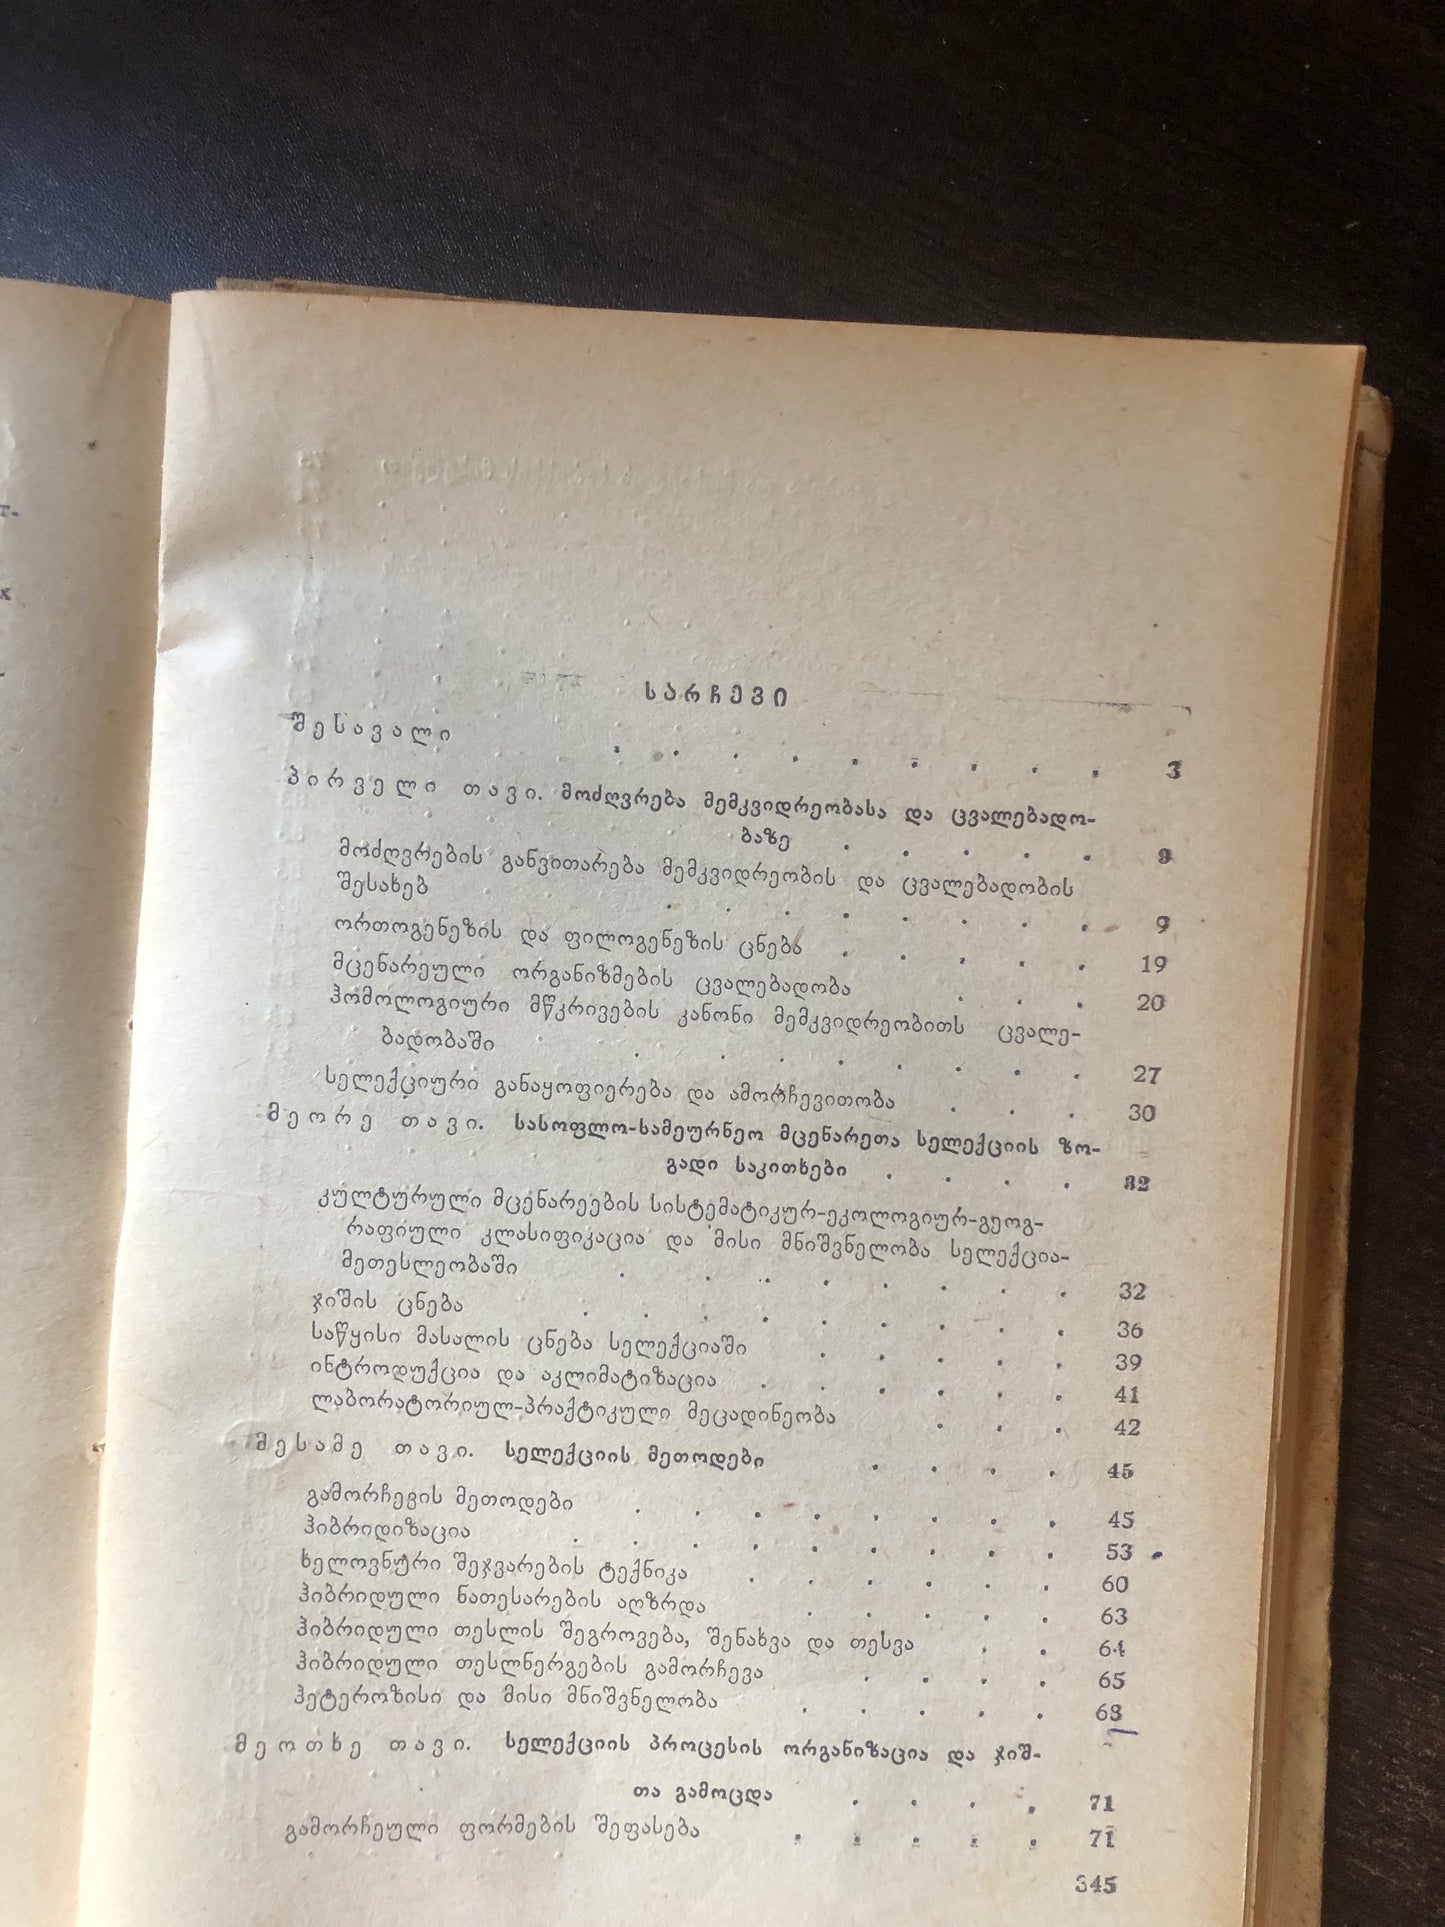 т-
х
სარჩევი
შესავალი . . . . . . . . . 3
პირველი თავი. მოძღვრება მემკვიდრეობასა და ცვალებადო-
ბაზე . . . . . 9
მოძღვრების განვითარება მემკვიდრეობის და ცვალებადობის
შესახებ . . . . . . . . 9
ორთოგენეზის და ფილოგენეზის ცნება . . . . . 19
მცენარეული ორგანიზმების ცვალებადობა . . . 20
ჰომოლოგიური მწკრივების კანონი მემკვიდრეობითს ცვალე-
ბადობაში . . . . . . . . 27
სელექციური განაყოფიერება და ამორჩევითობა . . . 30
მეორე თავი. სასოფლო-სამეურნეო მცენარეთა სელექციის ზო-
გადი საკითხები . . . . 32
კულტურული მცენარეების სისტემატიკურ-ეკოლოგიურ-გეოგ-
რაფიული კლასიფიკაცია და მისი მნიშვნელობა სელექცია-
მეთესლეობაში . . . . . . . . 32
ჯიშის ცნება . . . . . . . . . 36
საწყისი მასალის ცნება სელექციაში . . . . . 39
ინტროდუქცია და აკლიმატიზაცია . . . . . . 41
ლაბორატორიულ-პრაქტიკული მეცადინეობა . . . 42
მესამე თავი. სელექციის მეთოდები . . . . 45
გამორჩევის მეთოდები . . . . . . . . 45
ჰიბრიდიზაცია . . . . . . . . . 53
ხელოვნური შეჯვარების ტექნიკა . . . . . . 60
ჰიბრიდული ნათესარების აღზრდა . . . . . 63
ჰიბრიდული თესლის შეგროვება, შენახვა და თესვა . . 64
ჰიბრიდული თესლნერგების გამორჩევა . . . . 65
ჰეტეროზისი და მისი მნიშვნელობა . . . . . 68
მეოთხე თავი. სელექციის პროცესის ორგანიზაცია და ჯიშ-
თა გამოცდა . . . . 71
გამორჩეული ფორმების შეფასება . . . . . 71
345